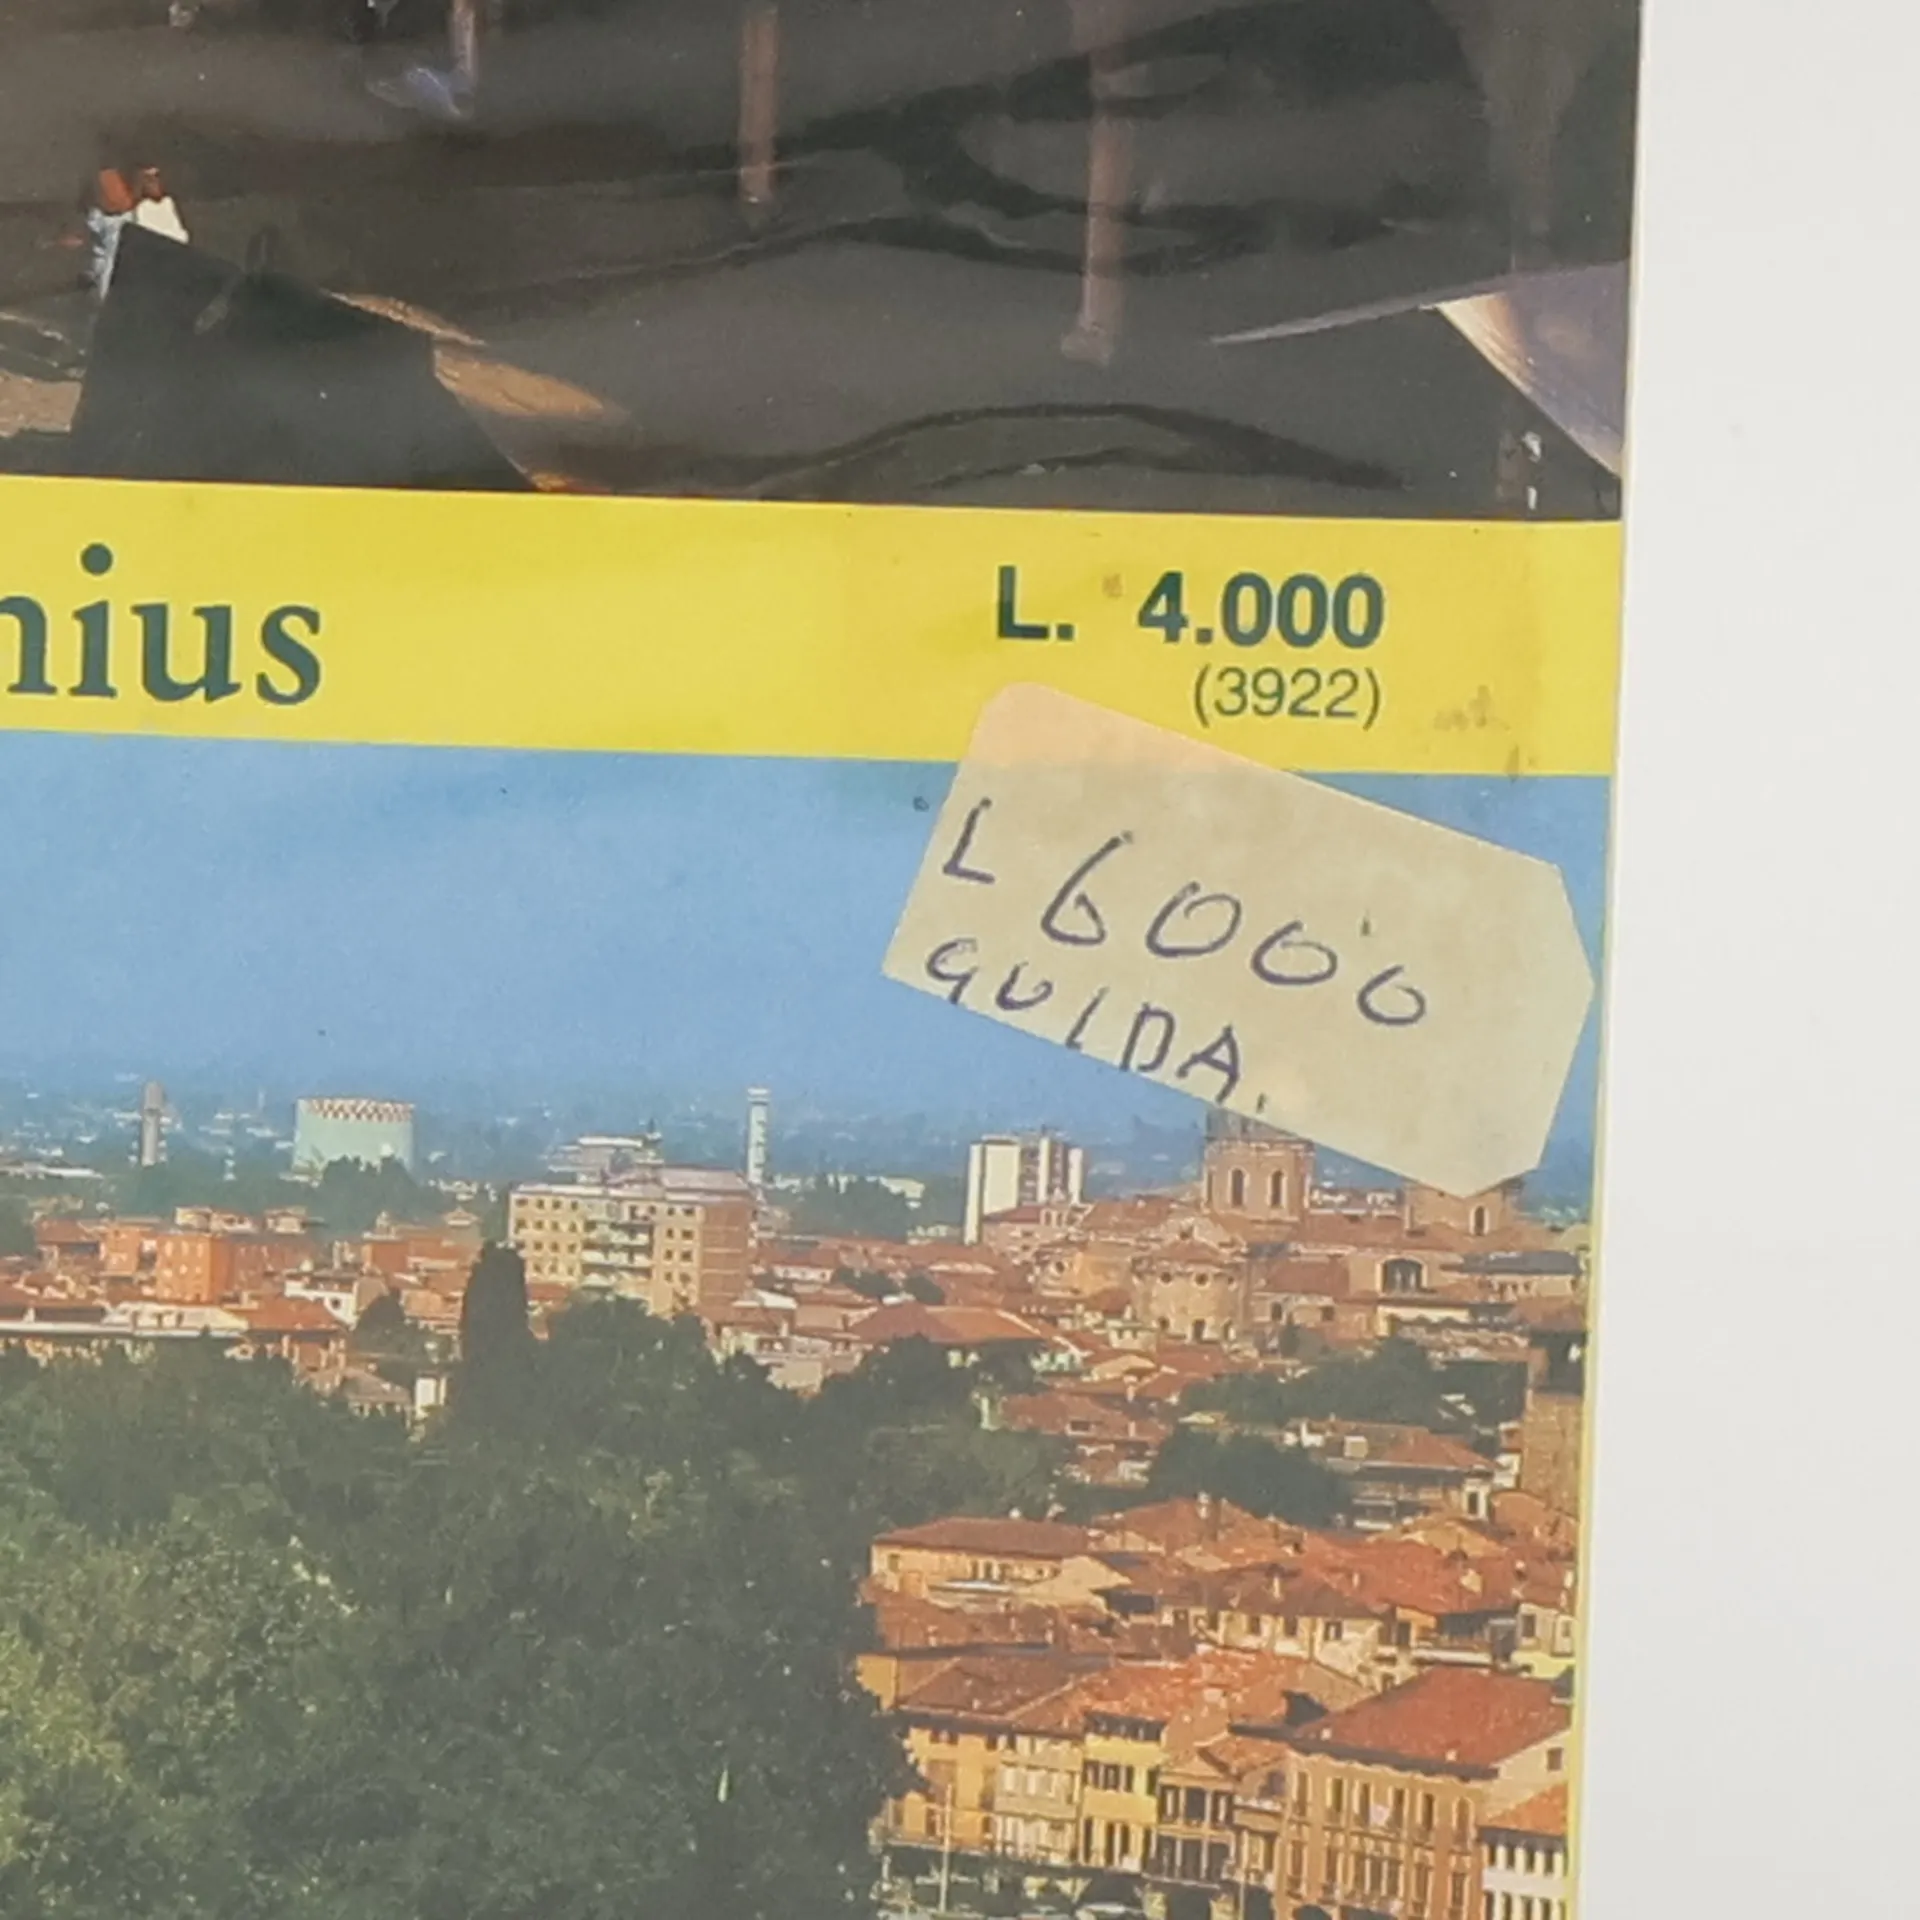 nius
L. 4.000
(3922)
L 6000
GUIDA.